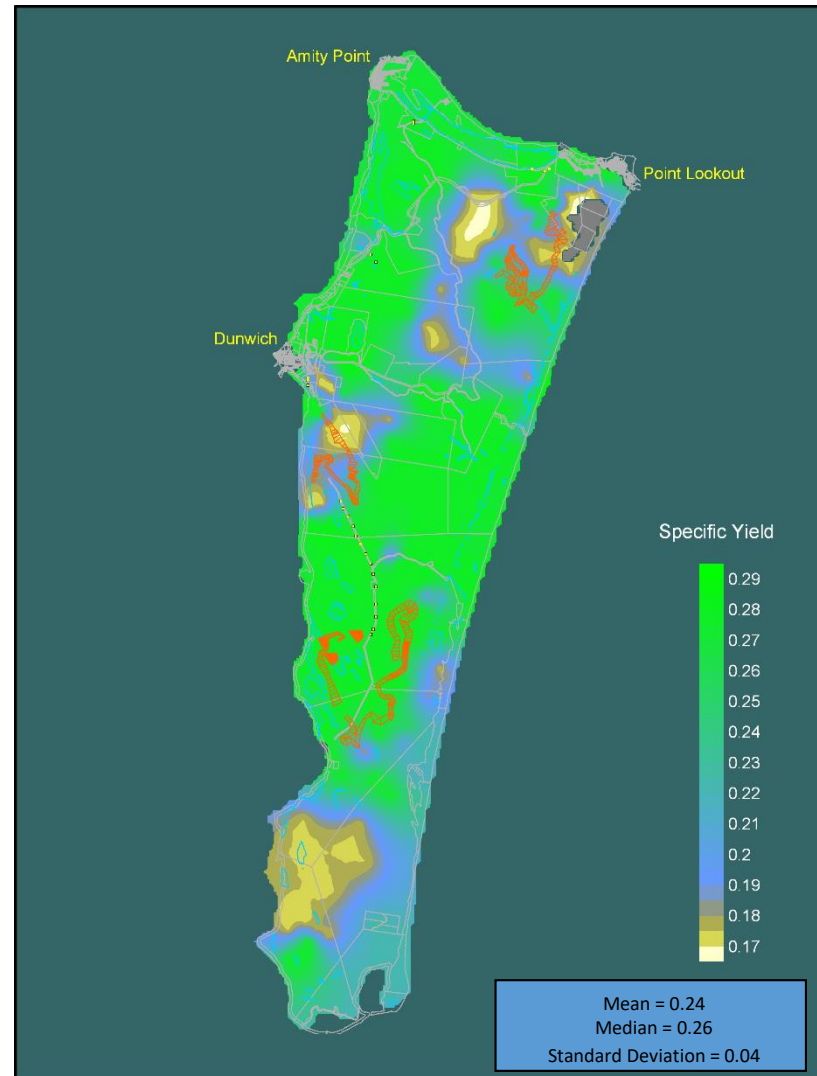 Amity Point
Point Lookout
Dunwich
Specific Yield
0.29
0.28
0.27
0.26
0.25
0.24
0.22
0.21
0.2
0.19
0.18
0.17
Mean = 0.24
Median = 0.26
Standard Deviation = 0.04